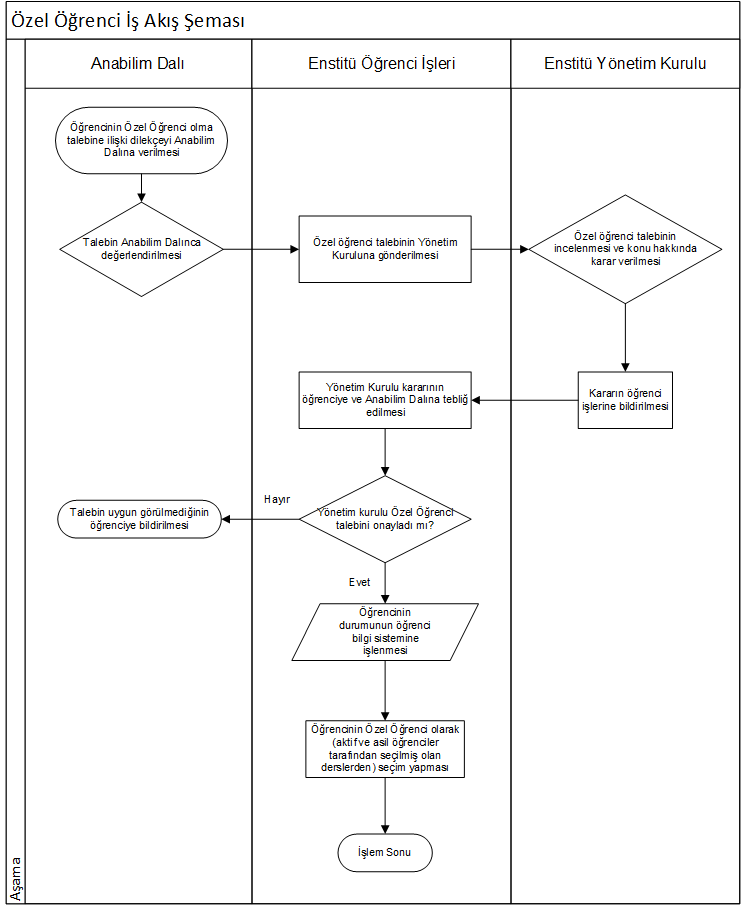 Özel Öğrenci İş Akış Şeması
Anabilim Dalı
Enstitü Öğrenci İşleri
Enstitü Yönetim Kurulu
Öğrencinin Özel Öğrenci olma
talebine ilişki dilekçeyi Anabilim
Dalına verilmesi
Talebin Anabilim Dalınca
değerlendirilmesi
Özel öğrenci talebinin Yönetim
Kuruluna gönderilmesi
Özel öğrenci talebinin
incelenmesi ve konu hakkında
karar verilmesi
Kararın öğrenci
işlerine bildirilmesi
Yönetim Kurulu kararının
öğrenciye ve Anabilim Dalına tebliğ
edilmesi
Yönetim kurulu Özel Öğrenci
talebini onayladı mı?
Hayır
Talebin uygun görülmediğinin
öğrenciye bildirilmesi
Evet
Öğrencinin
durumunun öğrenci
bilgi sistemine
işlenmesi
Öğrencinin Özel Öğrenci olarak
(aktif ve asil öğrenciler
tarafından seçilmiş olan
derslerden) seçim yapması
İşlem Sonu
Aşama